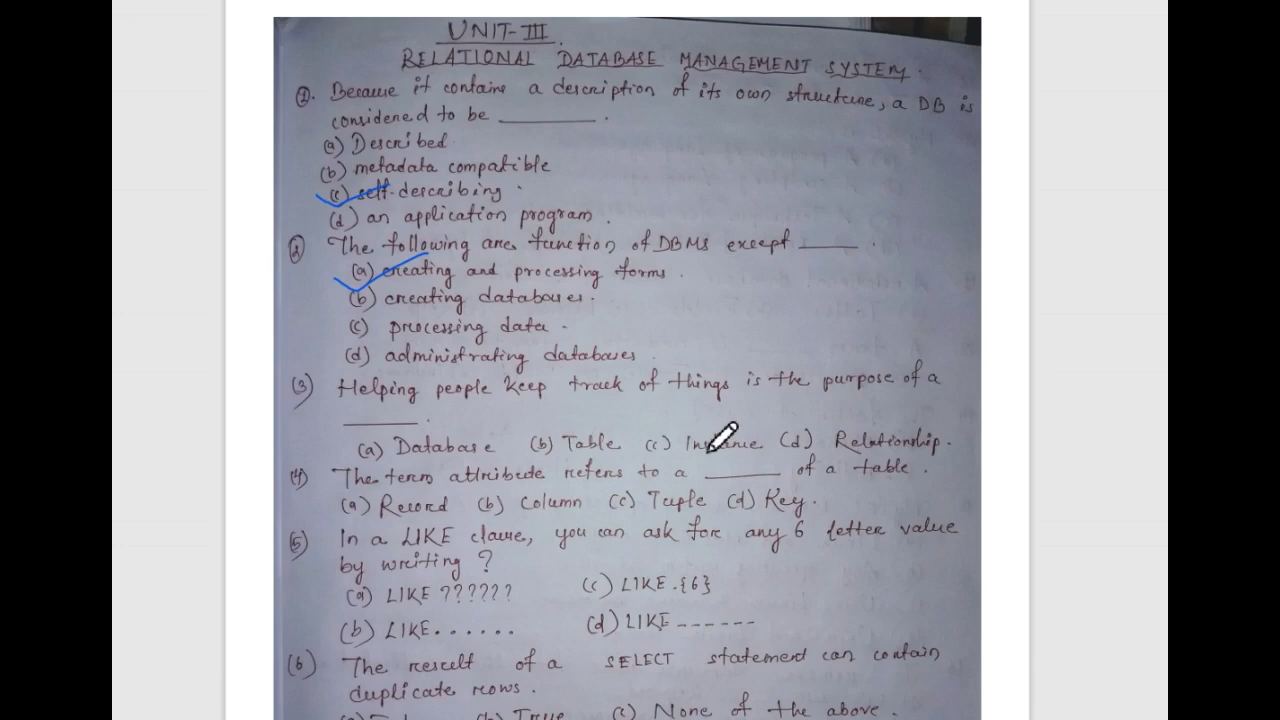 UNIT-III
RELATIONAL DATABASE MANAGEMENT SYSTEM.
①. Because it contains a description of its own structure, a DB is
considered to be ________ .
(a) Described
(b) metadata compatible
(c) self-describing .
(d) an application program .
② The following are function of DBMS except _____ .
(a) creating and processing forms .
(b) creating databases.
(c) processing data .
(d) administrating databases .
(3) Helping people keep track of things is the purpose of a
_______ .
(a) Database (b) Table (c) (d) Relationship.
(4) The term attribute refers to a _______ of a table .
(a) Record (b) Column (c) Tuple (d) Key.
(5) In a LIKE clause, you can ask for any 6 letter value
by writing ?
(a) LIKE ?????? (c) LIKE .{6}
(b) LIKE. . . . . . (d) LIKE ------
(6) The result of a SELECT statement can contain
duplicate rows .
(b) True (c) None of the above .